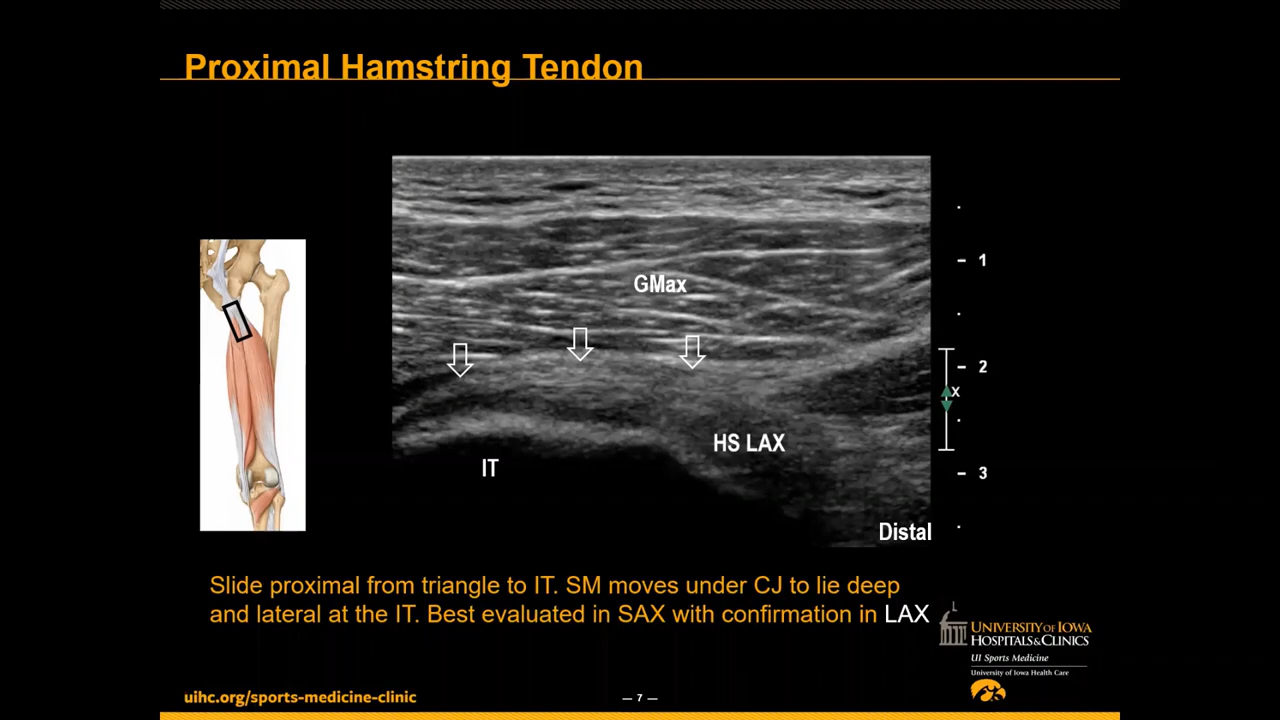 Proximal Hamstring Tendon
GMax
1
2
X
HS LAX
IT
3
Distal
Slide proximal from triangle to IT. SM moves under CJ to lie deep
and lateral at the IT. Best evaluated in SAX with confirmation in LAX
UNIVERSITY OF IOWA
HOSPITALS & CLINICS
UI Sports Medicine
University of Iowa Health Care
uihc.org/sports-medicine-clinic
— 7 —